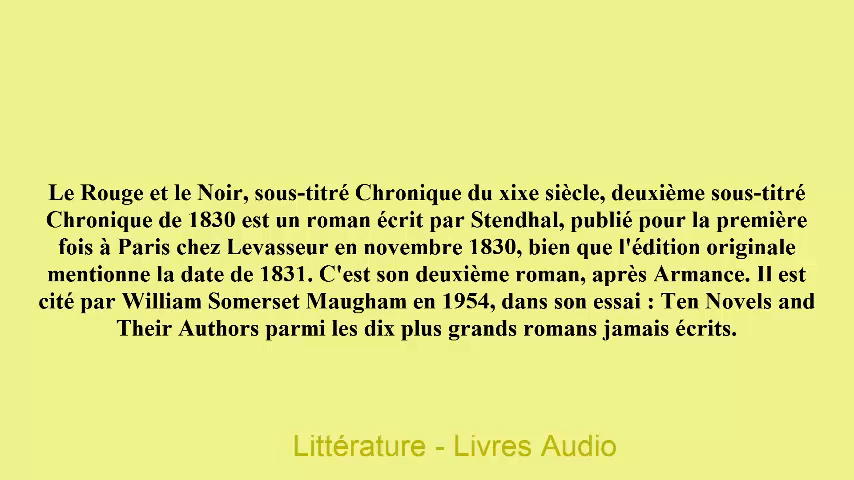 Le Rouge et le Noir, sous-titré Chronique du xixe siècle, deuxième sous-titré
Chronique de 1830 est un roman écrit par Stendhal, publié pour la première
fois à Paris chez Levasseur en novembre 1830, bien que l'édition originale
mentionne la date de 1831. C'est son deuxième roman, après Armance. Il est
cité par William Somerset Maugham en 1954, dans son essai : Ten Novels and
Their Authors parmi les dix plus grands romans jamais écrits.
Littérature - Livres Audio